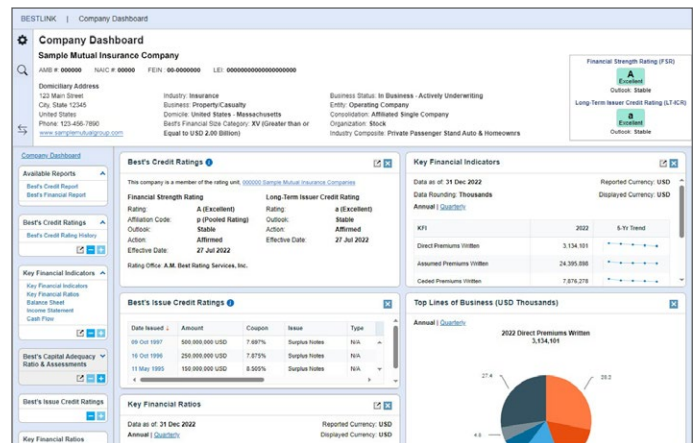 BESTLINK | Company Dashboard
Company Dashboard
Sample Mutual Insurance Company
AMB #: 000000 NAIC #: 00000 FEIN: 00-0000000 LEI: 00000000000000000000
Domiciliary Address
123 Main Street
City, State 12345
United States
Phone: 123-456-7890
www.samplemutualgroup.com
Industry: Insurance
Business: Property/Casualty
Domicile: United States - Massachusetts
Best's Financial Size Category: XV (Greater than or
Equal to USD 2.00 Billion)
Business Status: In Business - Actively Underwriting
Entity: Operating Company
Consolidation: Affiliated Single Company
Organization: Stock
Industry Composite: Private Passenger Stand Auto & Homeowners
Financial Strength Rating (FSR)
A
Excellent
Outlook: Stable
Long-Term Issuer Credit Rating (LT-ICR)
a
Excellent
Outlook: Stable
Company Dashboard
Available Reports
Best's Credit Report
Best's Financial Report
Best's Credit Ratings
Best's Credit Rating History
Key Financial Indicators
Key Financial Indicators
Key Financial Ratios
Balance Sheet
Income Statement
Cash Flow
Best's Capital Adequacy
Ratio & Assessments
Best's Issue Credit Ratings
Key Financial Ratios
Best's Credit Ratings
This company is a member of the rating unit, 000000 Sample Mutual Insurance Companies
Financial Strength Rating
Rating: A (Excellent)
Affiliation Code: p (Pooled Rating)
Outlook: Stable
Action: Affirmed
Effective Date: 27 Jul 2022
Long-Term Issuer Credit Rating
Rating: a (Excellent)
Outlook: Stable
Action: Affirmed
Effective Date: 27 Jul 2022
Rating Office: A.M. Best Rating Services, Inc.
Best's Issue Credit Ratings
Date Issued ↓ Amount Coupon Issue Type
09 Oct 1997 500,000,000 USD 7.697% Surplus Notes N/A
16 Oct 1996 250,000,000 USD 7.875% Surplus Notes N/A
11 May 1995 150,000,000 USD 8.500% Surplus Notes N/A
Key Financial Ratios
Data as of: 31 Dec 2022 Reported Currency: USD
Annual | Quarterly Displayed Currency: USD
Key Financial Indicators
Data as of: 31 Dec 2022 Reported Currency: USD
Data Rounding: Thousands Displayed Currency: USD
Annual | Quarterly
KFI 2022 5-Yr Trend
Direct Premiums Written 3,134,101
Assumed Premiums Written 24,395,898
Ceded Premiums Written 7,876,278
Top Lines of Business (USD Thousands)
Annual | Quarterly
2022 Direct Premiums Written
3,134,101
27.4
4.0